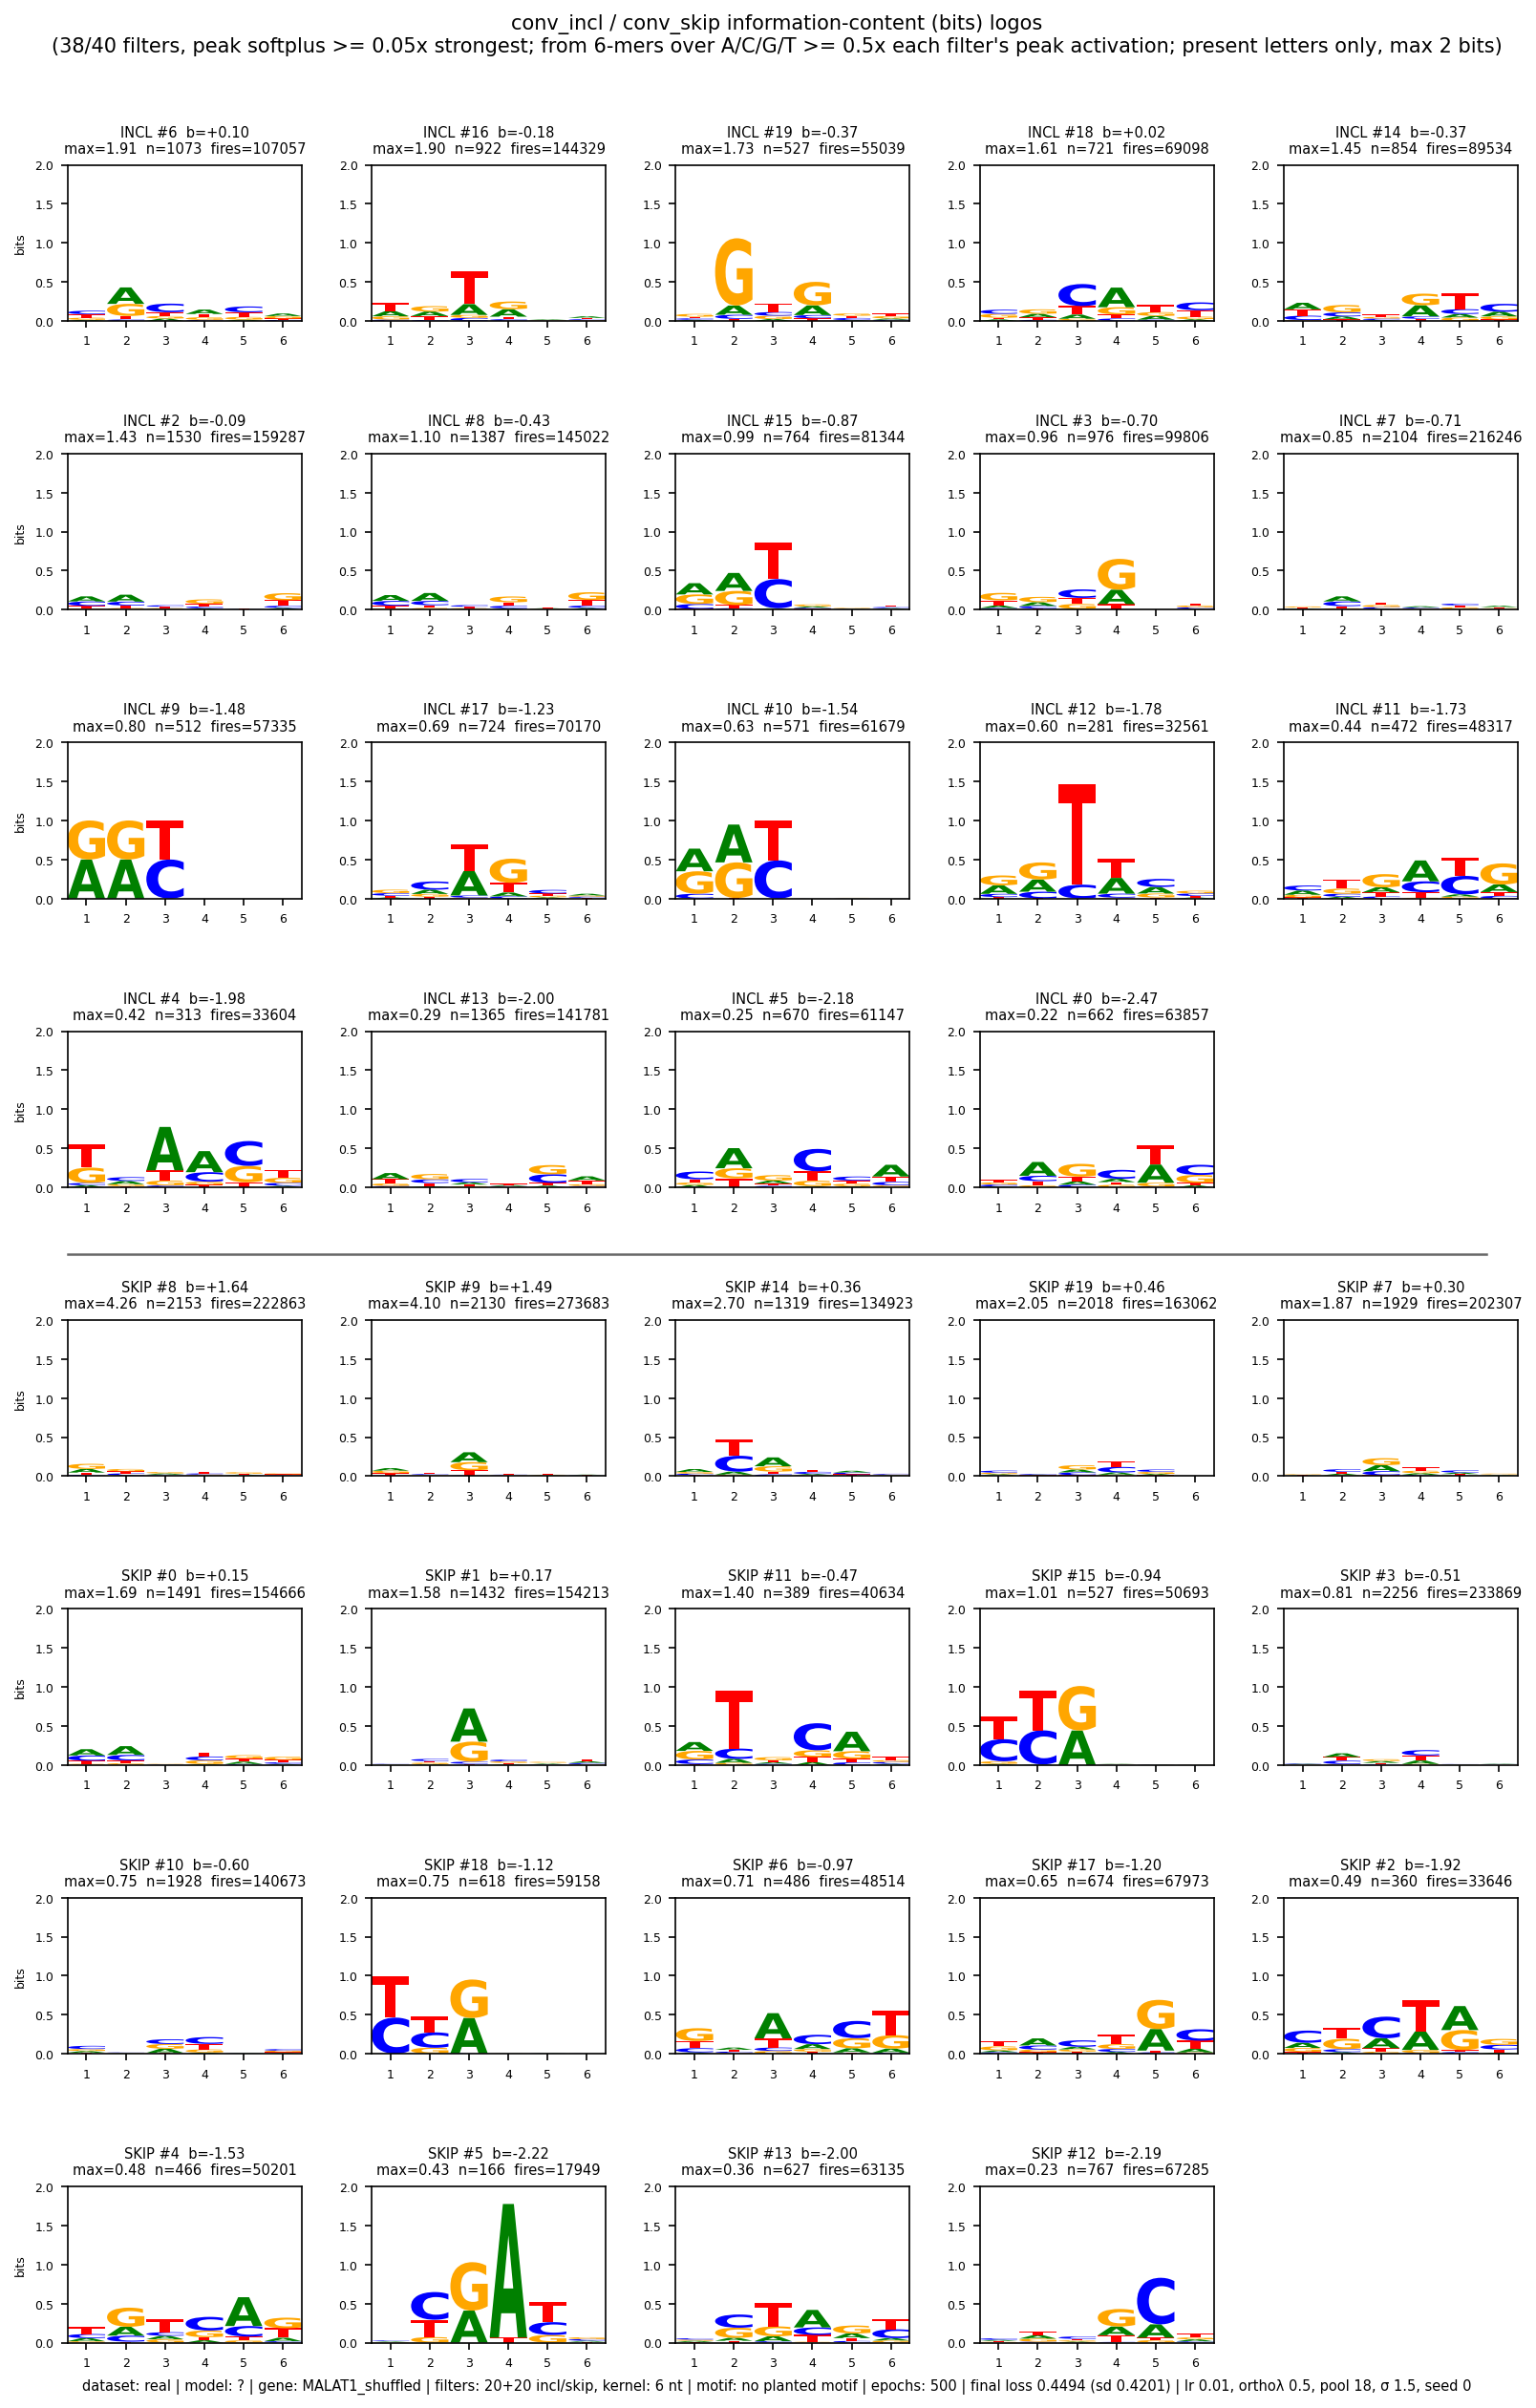 conv_incl / conv_skip information-content (bits) logos
(38/40 filters, peak softplus >= 0.05x strongest; from 6-mers over A/C/G/T >= 0.5x each filter's peak activation; present letters only, max 2 bits)
INCL #6 b=+0.10
max=1.91 n=1073 fires=107057
INCL #16 b=-0.18
max=1.90 n=922 fires=144329
INCL #19 b=-0.37
max=1.73 n=527 fires=55039
INCL #18 b=+0.02
max=1.61 n=721 fires=69098
INCL #14 b=-0.37
max=1.45 n=854 fires=89534
INCL #2 b=-0.09
max=1.43 n=1530 fires=159287
INCL #8 b=-0.43
max=1.10 n=1387 fires=145022
INCL #15 b=-0.87
max=0.99 n=764 fires=81344
INCL #3 b=-0.70
max=0.96 n=976 fires=99806
INCL #7 b=-0.71
max=0.85 n=2104 fires=216246
INCL #9 b=-1.48
max=0.80 n=512 fires=57335
INCL #17 b=-1.23
max=0.69 n=724 fires=70170
INCL #10 b=-1.54
max=0.63 n=571 fires=61679
INCL #12 b=-1.78
max=0.60 n=281 fires=32561
INCL #11 b=-1.73
max=0.44 n=472 fires=48317
INCL #4 b=-1.98
max=0.42 n=313 fires=33604
INCL #13 b=-2.00
max=0.29 n=1365 fires=141781
INCL #5 b=-2.18
max=0.25 n=670 fires=61147
INCL #0 b=-2.47
max=0.22 n=662 fires=63857
SKIP #8 b=+1.64
max=4.26 n=2153 fires=222863
SKIP #9 b=+1.49
max=4.10 n=2130 fires=273683
SKIP #14 b=+0.36
max=2.70 n=1319 fires=134923
SKIP #19 b=+0.46
max=2.05 n=2018 fires=163062
SKIP #7 b=+0.30
max=1.87 n=1929 fires=202307
SKIP #0 b=+0.15
max=1.69 n=1491 fires=154666
SKIP #1 b=+0.17
max=1.58 n=1432 fires=154213
SKIP #11 b=-0.47
max=1.40 n=389 fires=40634
SKIP #15 b=-0.94
max=1.01 n=527 fires=50693
SKIP #3 b=-0.51
max=0.81 n=2256 fires=233869
SKIP #10 b=-0.60
max=0.75 n=1928 fires=140673
SKIP #18 b=-1.12
max=0.75 n=618 fires=59158
SKIP #6 b=-0.97
max=0.71 n=486 fires=48514
SKIP #17 b=-1.20
max=0.65 n=674 fires=67973
SKIP #2 b=-1.92
max=0.49 n=360 fires=33646
SKIP #4 b=-1.53
max=0.48 n=466 fires=50201
SKIP #5 b=-2.22
max=0.43 n=166 fires=17949
SKIP #13 b=-2.00
max=0.36 n=627 fires=63135
SKIP #12 b=-2.19
max=0.23 n=767 fires=67285
dataset: real | model: ? | gene: MALAT1_shuffled | filters: 20+20 incl/skip, kernel: 6 nt | motif: no planted motif | epochs: 500 | final loss 0.4494 (sd 0.4201) | lr 0.01, orthoλ 0.5, pool 18, σ 1.5, seed 0